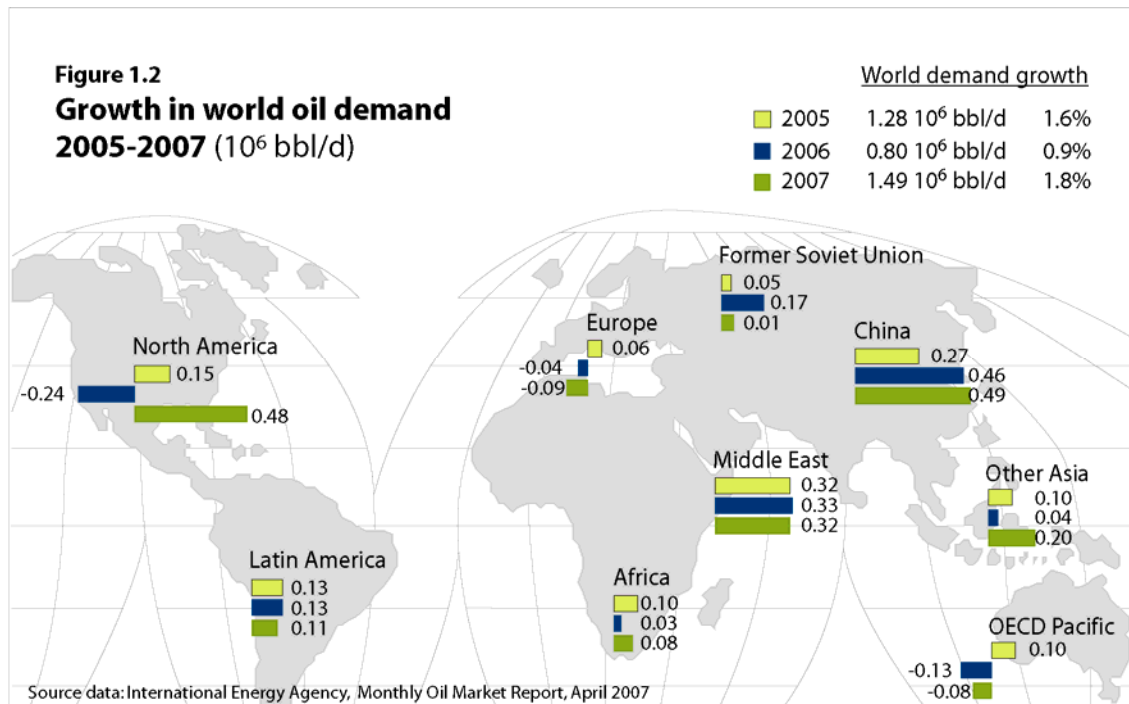 Figure 1.2
Growth in world oil demand
2005-2007 (10⁶ bbl/d)
World demand growth
2005 1.28 10⁶ bbl/d 1.6%
2006 0.80 10⁶ bbl/d 0.9%
2007 1.49 10⁶ bbl/d 1.8%
North America
0.15
-0.24
0.48
Europe
0.06
-0.04
-0.09
Former Soviet Union
0.05
0.17
0.01
China
0.27
0.46
0.49
Middle East
0.32
0.33
0.32
Other Asia
0.10
0.04
0.20
Latin America
0.13
0.13
0.11
Africa
0.10
0.03
0.08
OECD Pacific
0.10
-0.13
-0.08
Source data: International Energy Agency, Monthly Oil Market Report, April 2007